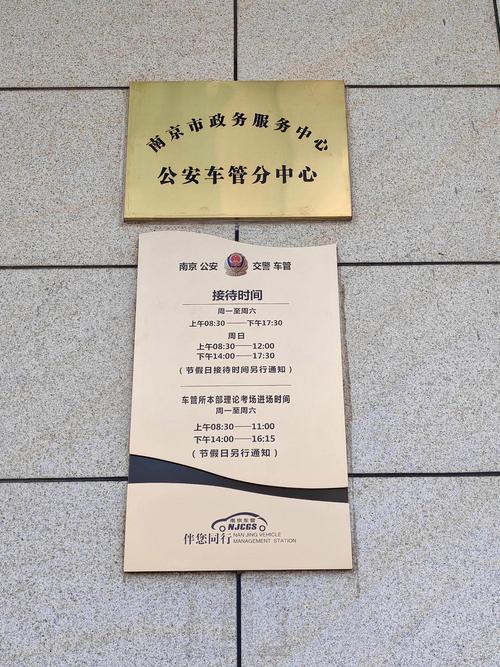 南京市政务服务中心
公安车管分中心
南京 公安 交警 车管
接待时间
周一至周六
上午08:30——下午17:30
周日
上午08:30——12:00
下午14:00——17:30
(节假日接待时间另行通知)
车管所本部理论考场进场时间
周一至周六
上午08:30——11:00
下午14:00——16:15
(节假日另行通知)
南京车管
NJCGS
伴您同行 NAN JING VEHICLE
MANAGEMENT STATION